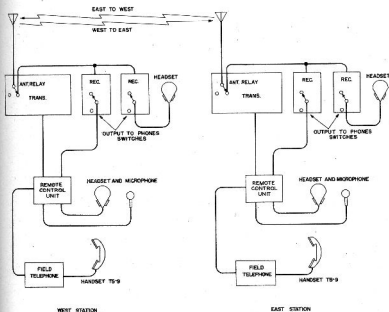 EAST TO WEST
WEST TO EAST
ANT. RELAY
TRANS.
REC.
REC.
HEADSET
OUTPUT TO PHONES
SWITCHES
REMOTE
CONTROL
UNIT
HEADSET AND MICROPHONE
FIELD
TELEPHONE
HANDSET TS-9
WEST STATION
ANT. RELAY
TRANS.
REC.
REC.
HEADSET
OUTPUT TO PHONES
SWITCHES
REMOTE
CONTROL
UNIT
HEADSET AND MICROPHONE
FIELD
TELEPHONE
HANDSET TS-9
EAST STATION